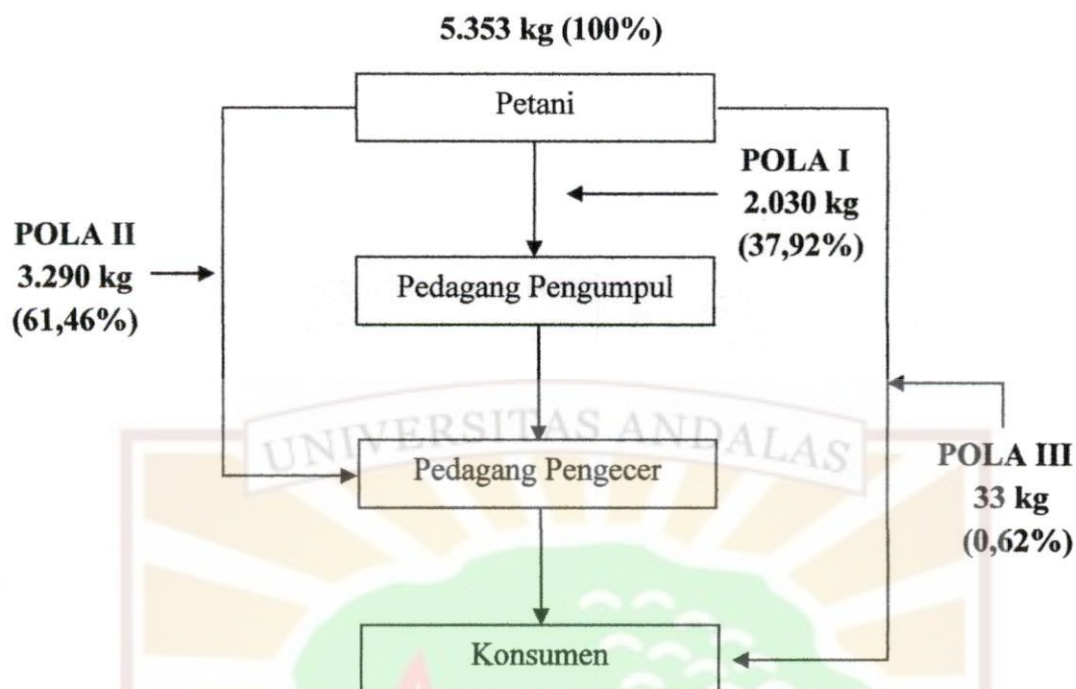 5.353 kg (100%)
Petani
POLA I
2.030 kg
(37,92%)
POLA II
3.290 kg
(61,46%)
Pedagang Pengumpul
UNIVERSITAS ANDALAS
Pedagang Pengecer
POLA III
33 kg
(0,62%)
Konsumen